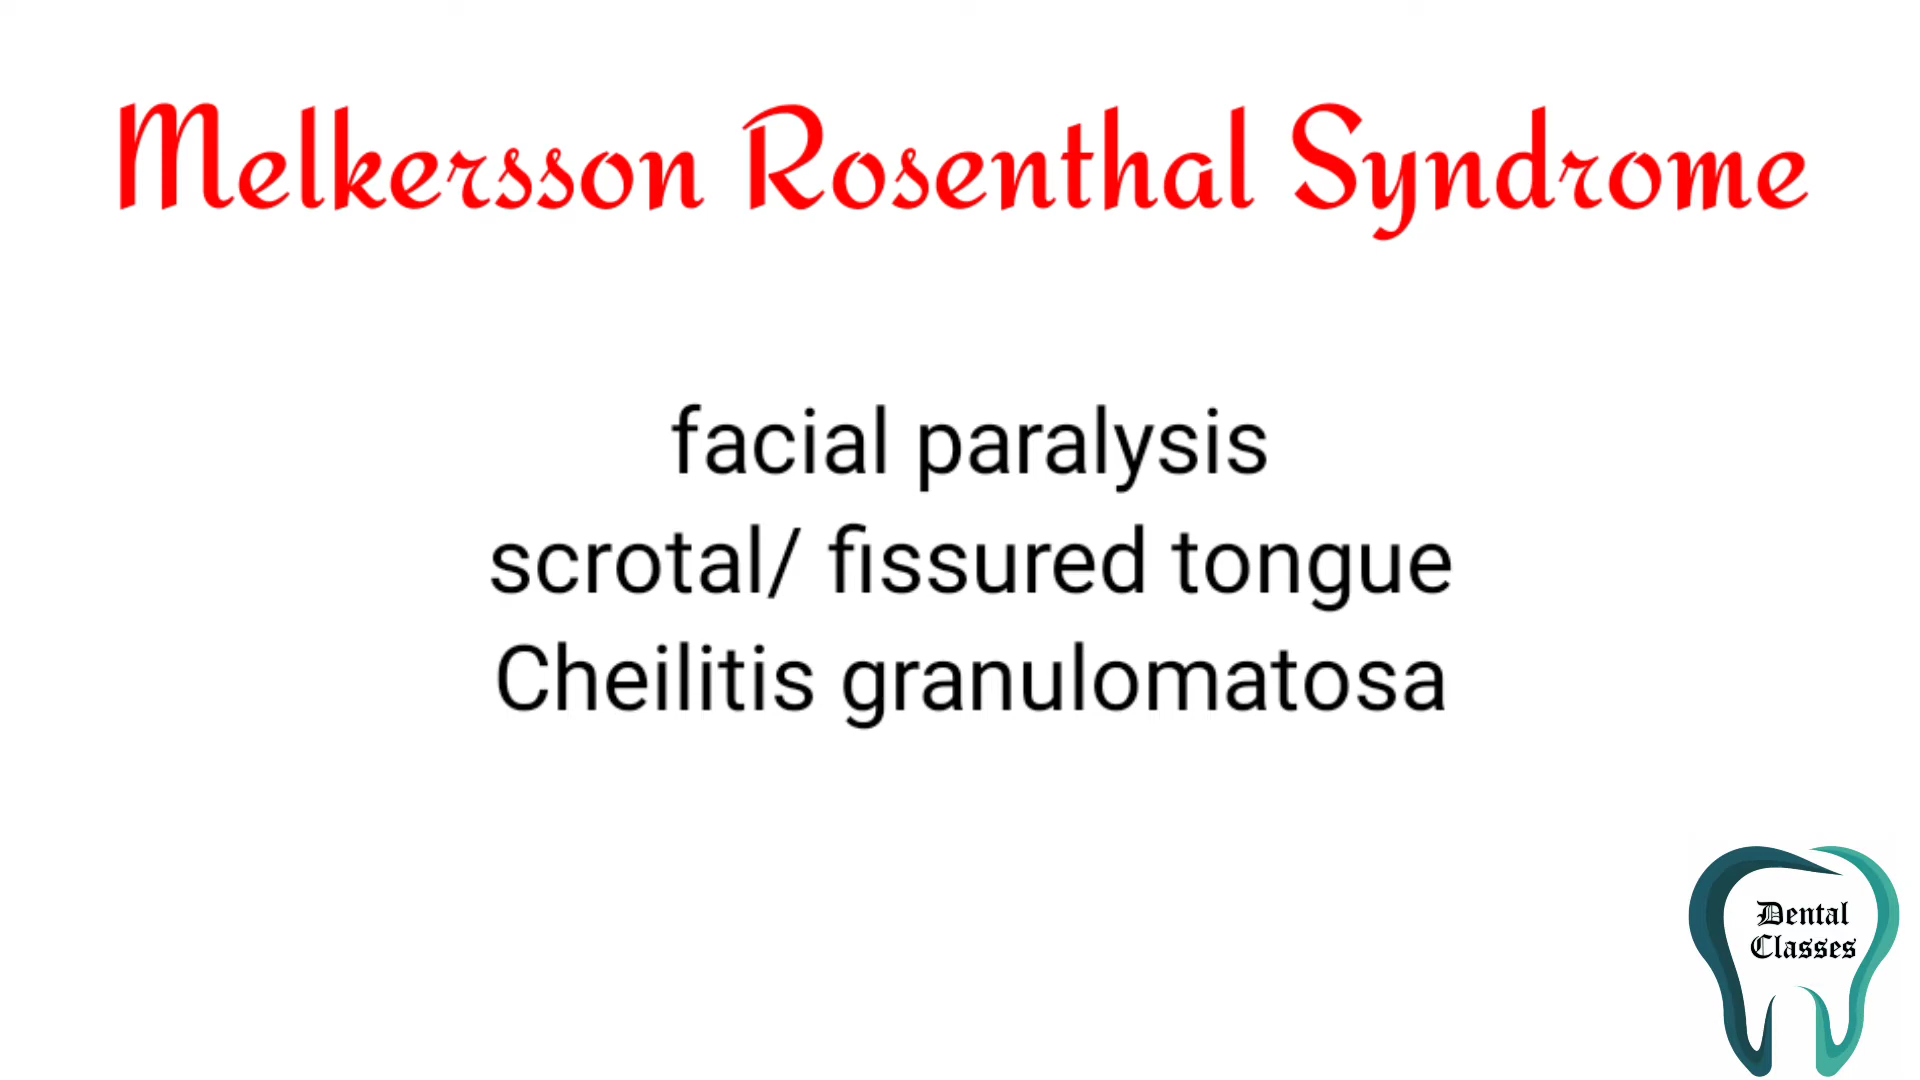 Melkersson Rosenthal Syndrome
facial paralysis
scrotal/ fissured tongue
Cheilitis granulomatosa
Dental
Classes